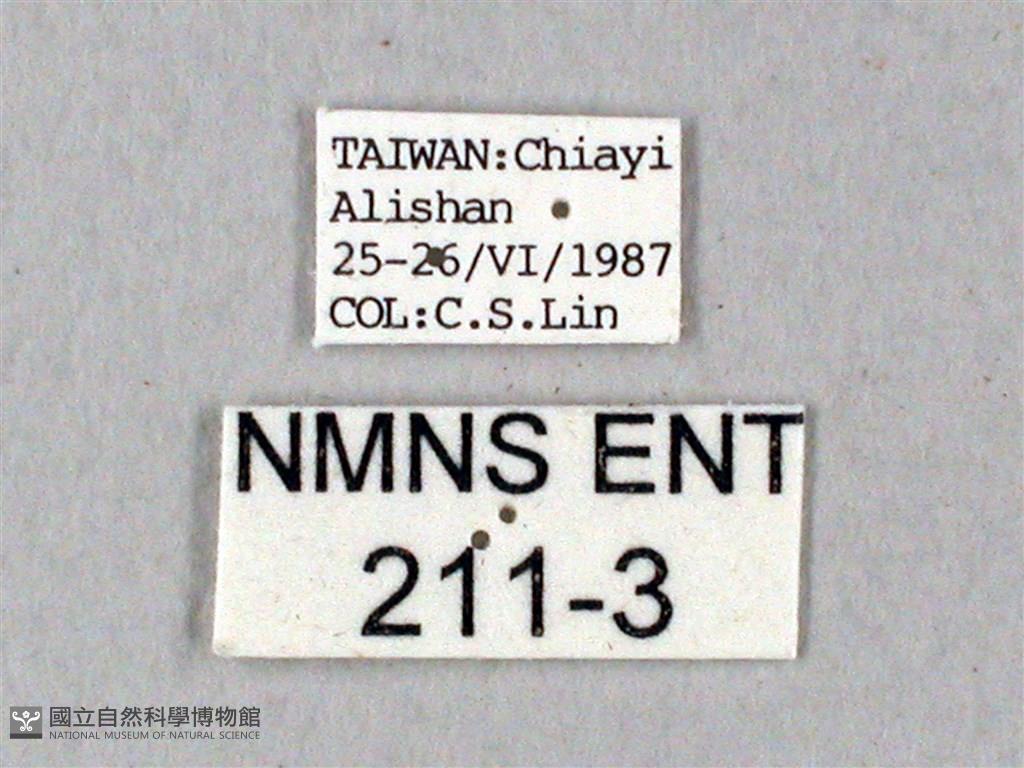 TAIWAN:Chiayi
Alishan
25-26/VI/1987
COL:C.S.Lin
NMNS ENT
211-3
國立自然科學博物館
NATIONAL MUSEUM OF NATURAL SCIENCE